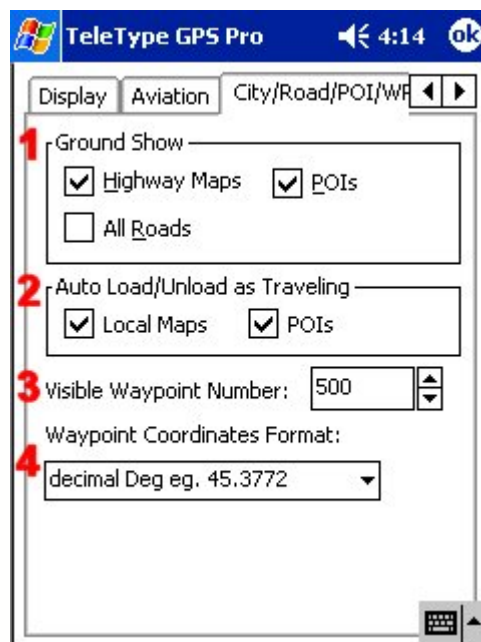 TeleType GPS Pro 4:14 ok
Display Aviation City/Road/POI/WP
1 Ground Show
Highway Maps POIs
All Roads
2 Auto Load/Unload as Traveling
Local Maps POIs
3 Visible Waypoint Number: 500
Waypoint Coordinates Format:
4 decimal Deg eg. 45.3772